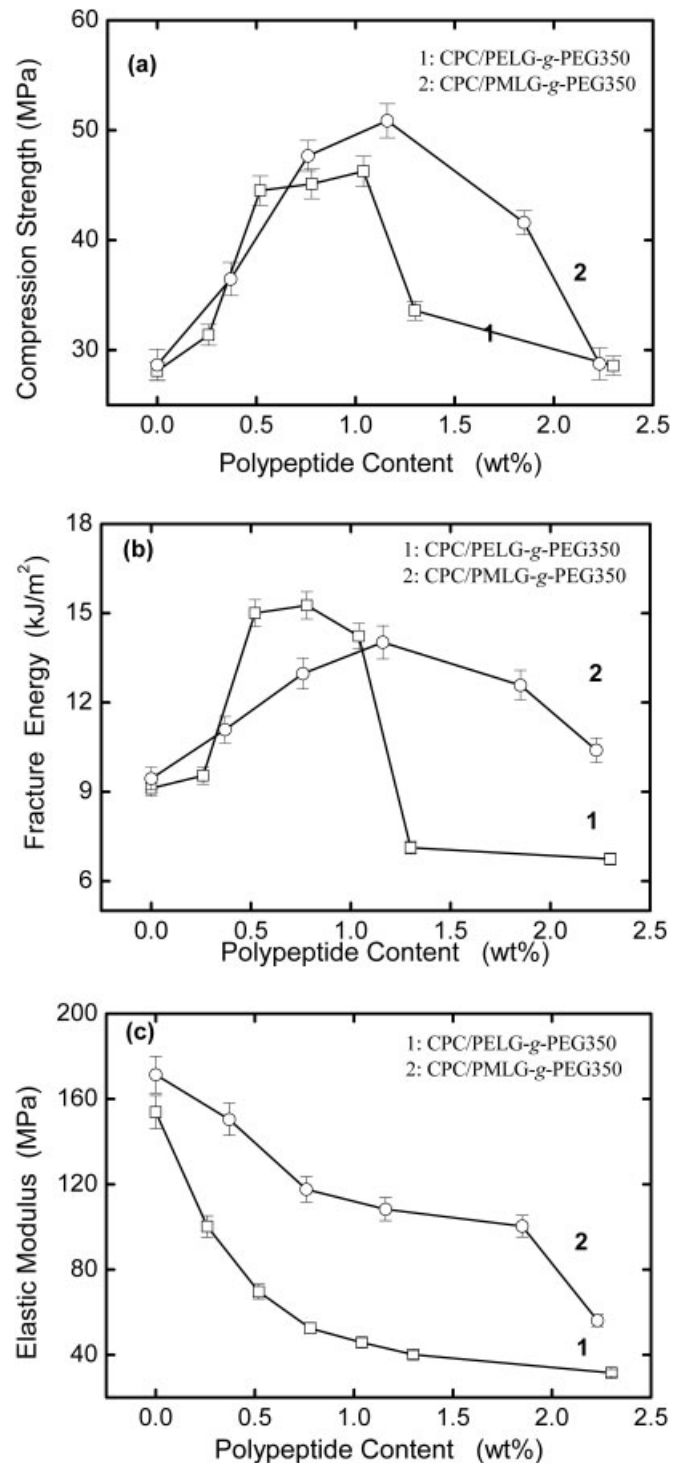 60
(a)
1: CPC/PELG-g-PEG350
2: CPC/PMLG-g-PEG350
50
40
2
1
30
0.0 0.5 1.0 1.5 2.0 2.5
Polypeptide Content (wt%)
Compression Strength (MPa)
18
(b)
1: CPC/PELG-g-PEG350
2: CPC/PMLG-g-PEG350
15
2
12
9
1
6
0.0 0.5 1.0 1.5 2.0 2.5
Polypeptide Content (wt%)
Fracture Energy (kJ/m²)
200
(c)
1: CPC/PELG-g-PEG350
2: CPC/PMLG-g-PEG350
160
120
2
80
1
40
0.0 0.5 1.0 1.5 2.0 2.5
Polypeptide Content (wt%)
Elastic Modulus (MPa)